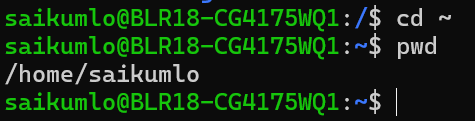 saikumlo@BLR18-CG4175WQ1:/$ cd ~
saikumlo@BLR18-CG4175WQ1:~$ pwd
/home/saikumlo
saikumlo@BLR18-CG4175WQ1:~$